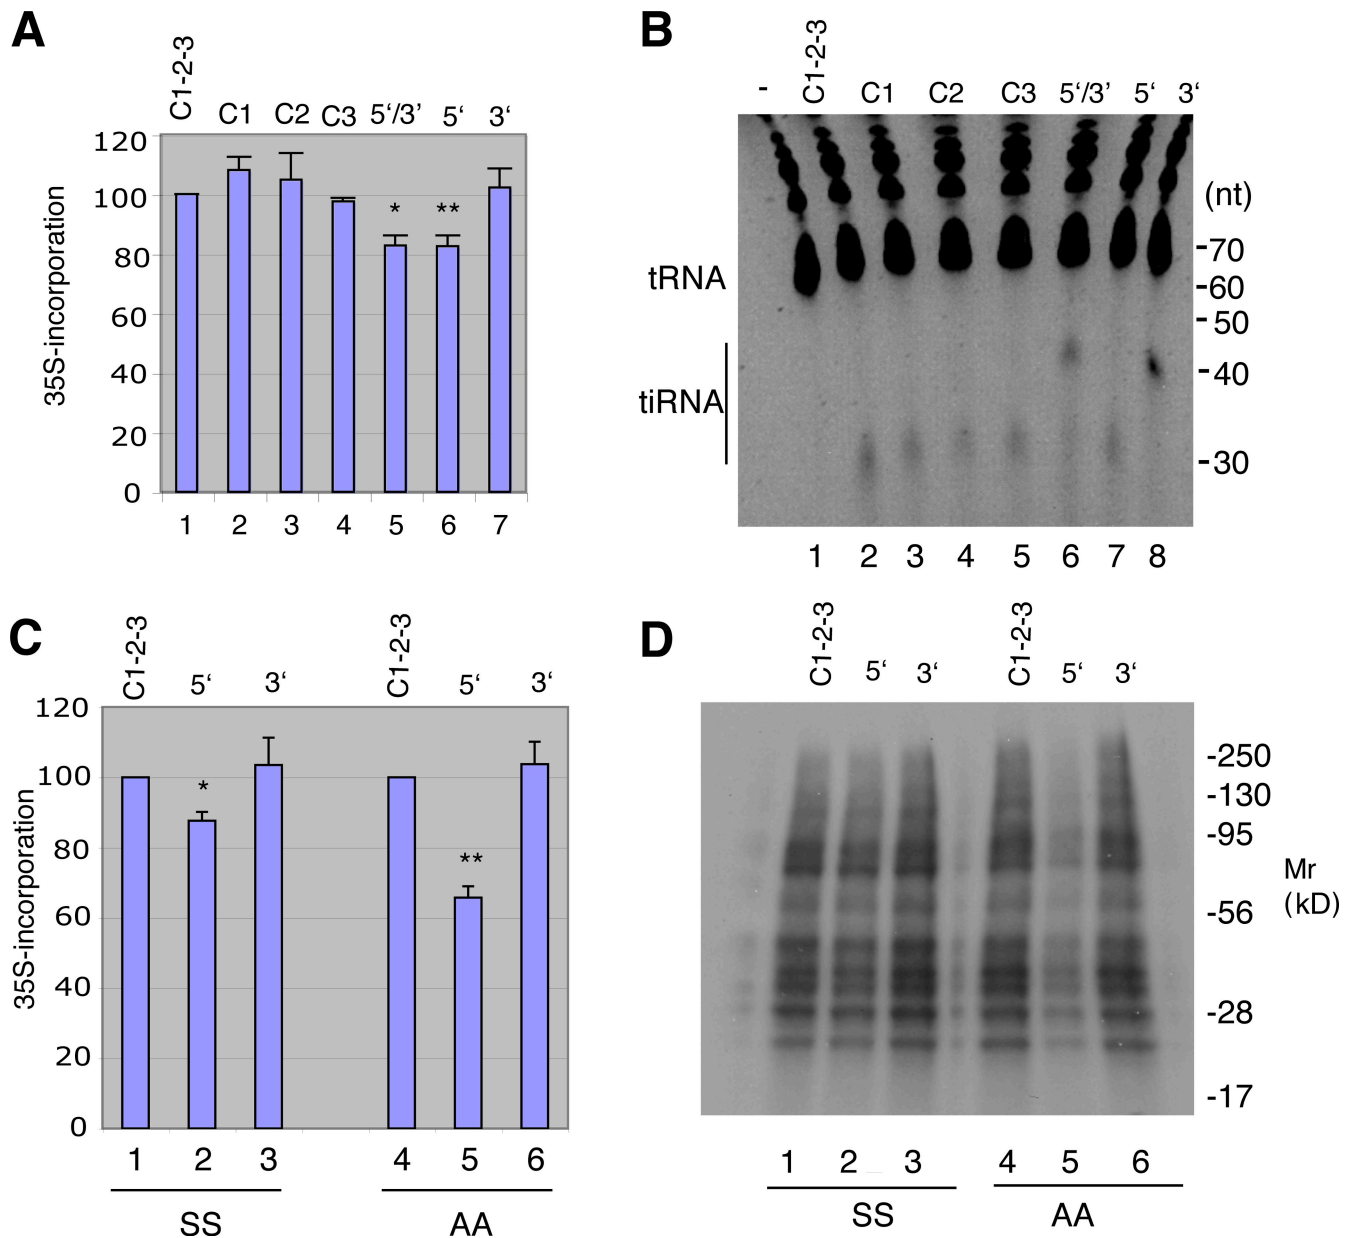 A
C1-2-3
C1 C2 C3 5‘/3’ 5‘ 3‘
120
100
80
60
40
20
0
35S-incorporation
* **
1 2 3 4 5 6 7
B
- C1-2-3 C1 C2 C3 5‘/3’ 5‘ 3‘
(nt)
-70
-60
-50
-40
-30
tRNA
tiRNA
1 2 3 4 5 6 7 8
C
C1-2-3 5‘ 3‘ C1-2-3 5‘ 3‘
120
100
80
60
40
20
0
35S-incorporation
*
**
1 2 3 4 5 6
SS AA
D
C1-2-3 5‘ 3‘ C1-2-3 5‘ 3‘
-250
-130
-95
-56
-28
-17
Mr
(kD)
1 2 3 4 5 6
SS AA